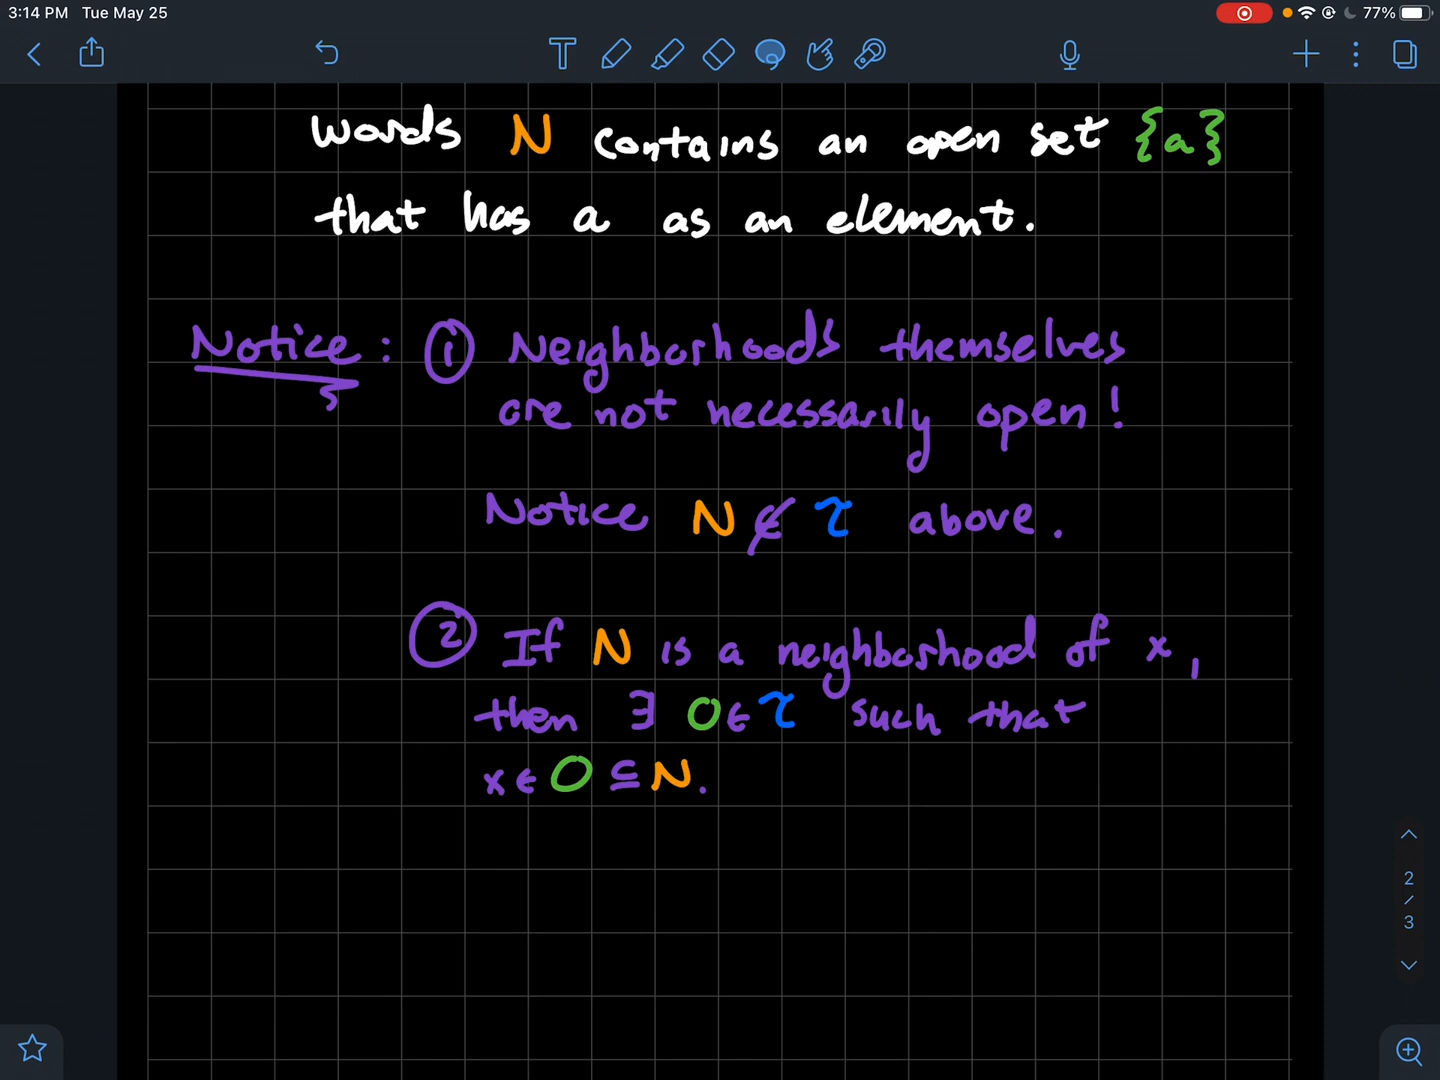 3:14 PM Tue May 25 77%
words N contains an open set {a}
that has a as an element.
Notice: ① Neighborhoods themselves
are not necessarily open!
Notice N ∉ τ above.
② If N is a neighborhood of x,
then ∃ O ∈ τ such that
x ∈ O ⊆ N.
2
/
3